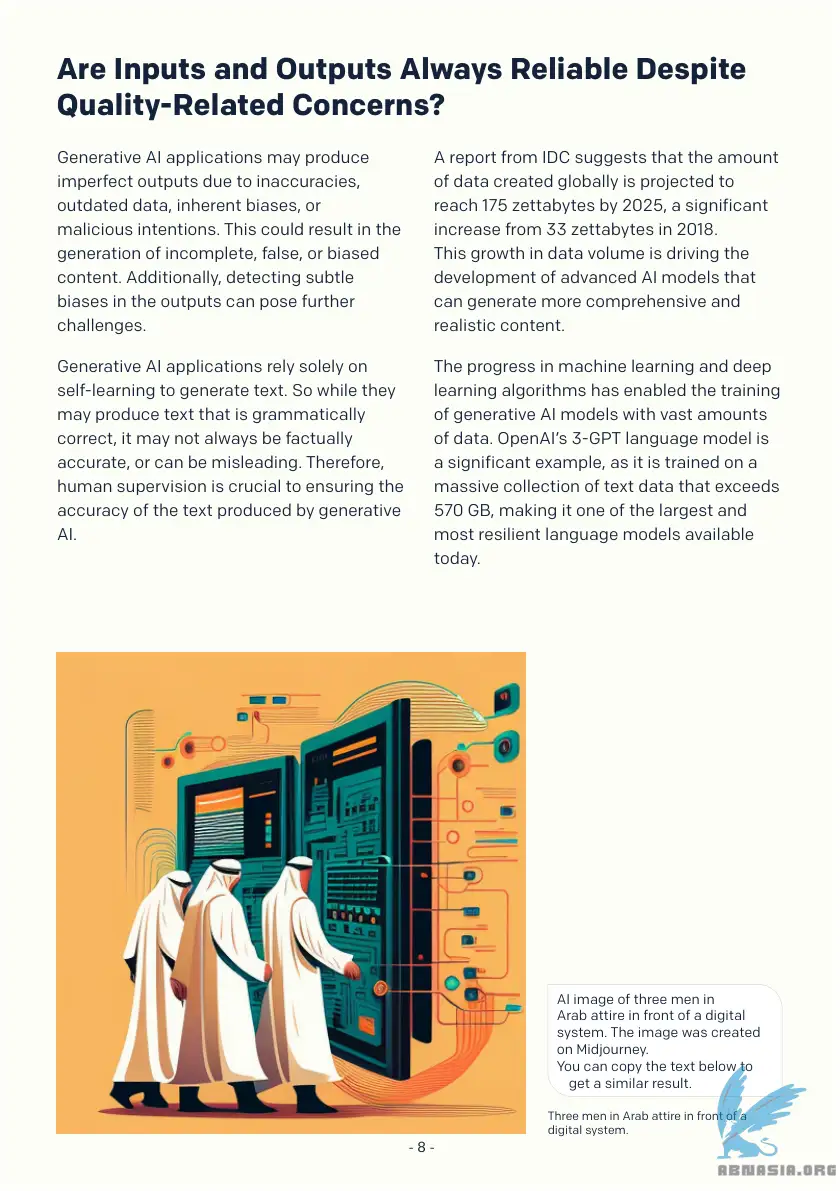 Are Inputs and Outputs Always Reliable Despite
Quality-Related Concerns?
Generative AI applications may produce
imperfect outputs due to inaccuracies,
outdated data, inherent biases, or
malicious intentions. This could result in the
generation of incomplete, false, or biased
content. Additionally, detecting subtle
biases in the outputs can pose further
challenges.
Generative AI applications rely solely on
self-learning to generate text. So while they
may produce text that is grammatically
correct, it may not always be factually
accurate, or can be misleading. Therefore,
human supervision is crucial to ensuring the
accuracy of the text produced by generative
AI.
A report from IDC suggests that the amount
of data created globally is projected to
reach 175 zettabytes by 2025, a significant
increase from 33 zettabytes in 2018.
This growth in data volume is driving the
development of advanced AI models that
can generate more comprehensive and
realistic content.
The progress in machine learning and deep
learning algorithms has enabled the training
of generative AI models with vast amounts
of data. OpenAI's 3-GPT language model is
a significant example, as it is trained on a
massive collection of text data that exceeds
570 GB, making it one of the largest and
most resilient language models available
today.
AI image of three men in
Arab attire in front of a digital
system. The image was created
on Midjourney.
You can copy the text below to
get a similar result.
Three men in Arab attire in front of a
digital system.
- 8 -
ABNASIA.ORG